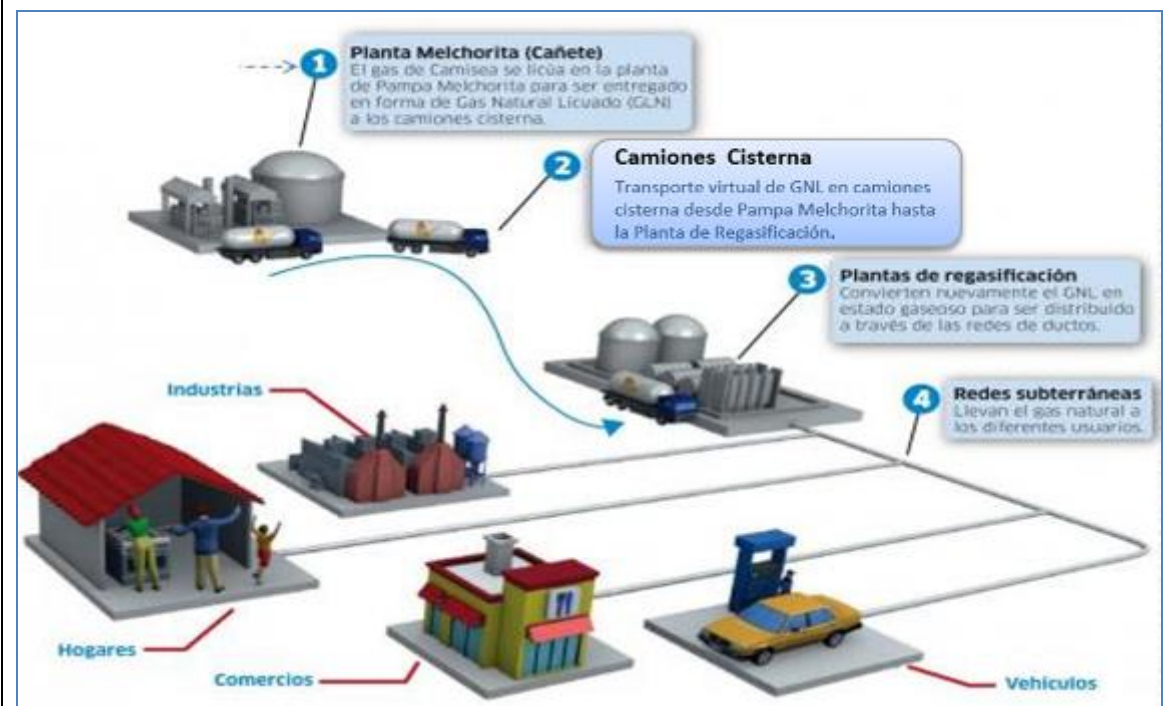 1
Planta Melchorita (Cañete)
El gas de Camisea se licúa en la planta
de Pampa Melchorita para ser entregado
en forma de Gas Natural Licuado (GLN)
a los camiones cisterna.
2
Camiones Cisterna
Transporte virtual de GNL en camiones
cisterna desde Pampa Melchorita hasta
la Planta de Regasificación.
3
Plantas de regasificación
Convierten nuevamente el GNL en
estado gaseoso para ser distribuido
a través de las redes de ductos.
4
Redes subterráneas
Llevan el gas natural a
los diferentes usuarios.
Industrias
Hogares
Comercios
Vehículos